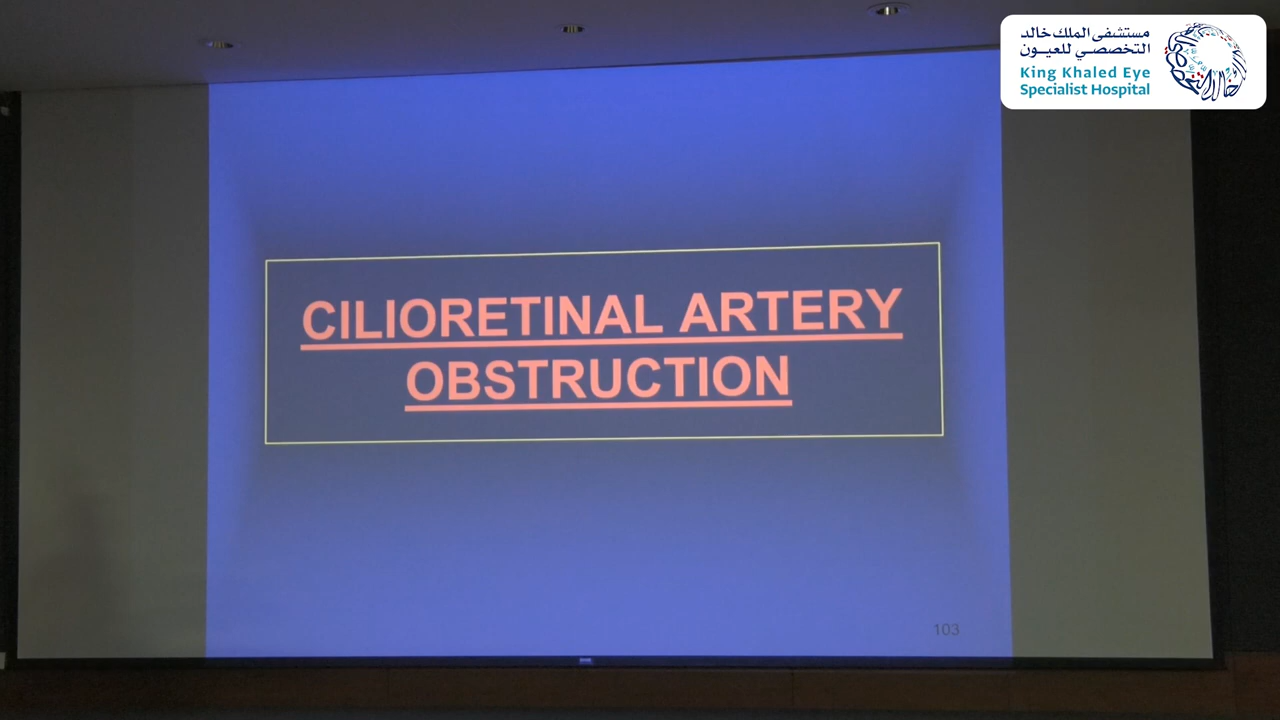 مستشفى الملك خالد
التخصصي للعيون
King Khaled Eye
Specialist Hospital
CILIORETINAL ARTERY
OBSTRUCTION
103